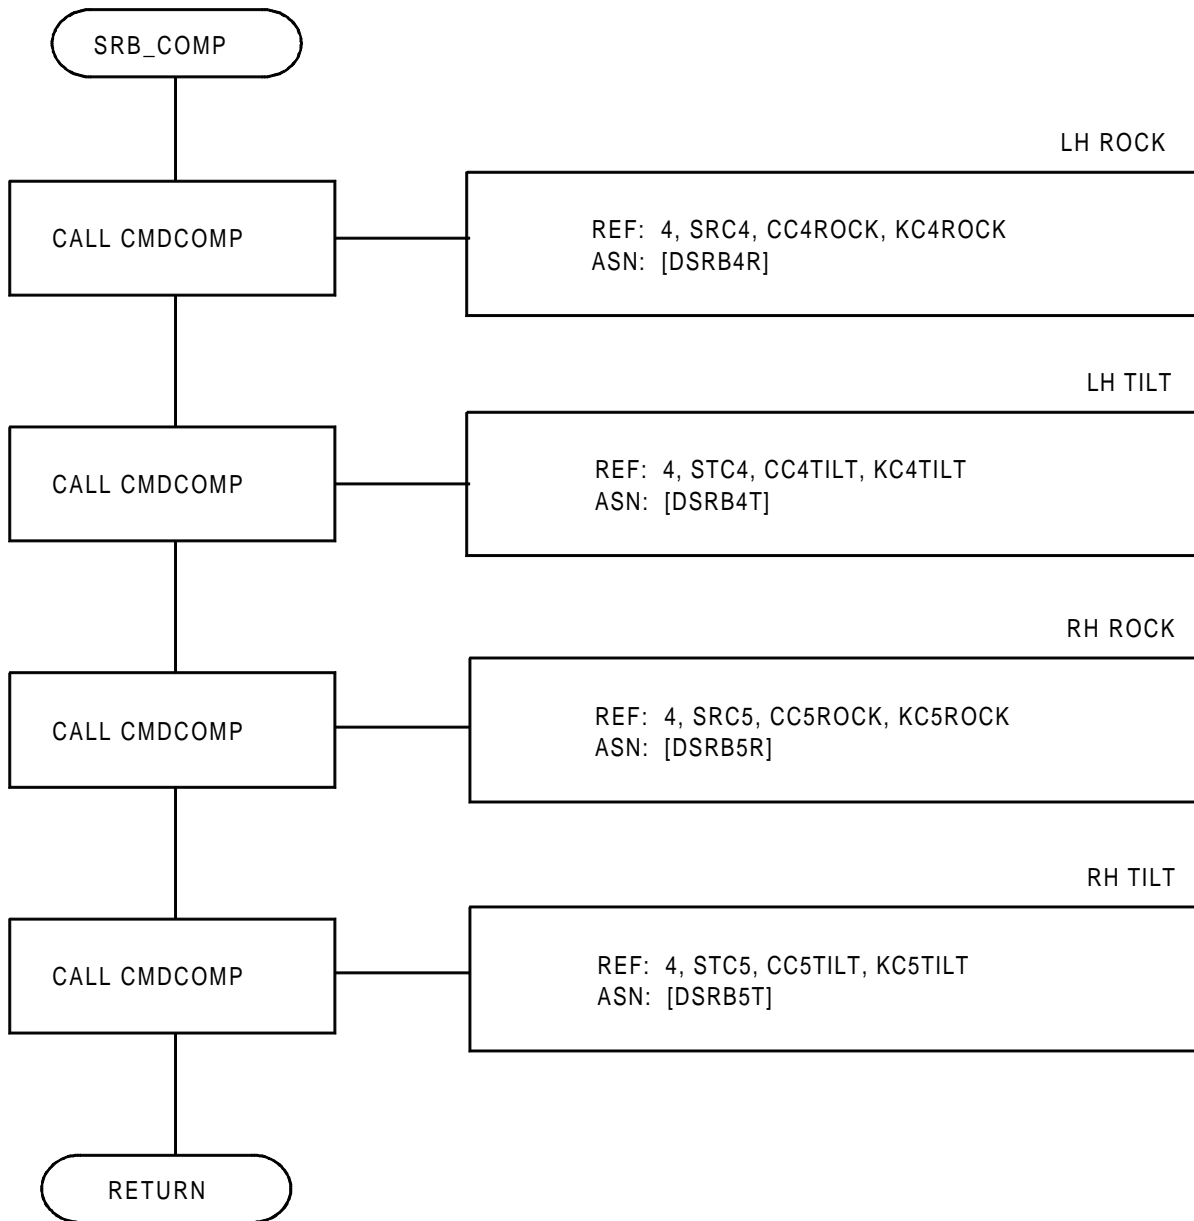 SRB_COMP
LH ROCK
CALL CMDCOMP
REF: 4, SRC4, CC4ROCK, KC4ROCK
ASN: [DSRB4R]
LH TILT
CALL CMDCOMP
REF: 4, STC4, CC4TILT, KC4TILT
ASN: [DSRB4T]
RH ROCK
CALL CMDCOMP
REF: 4, SRC5, CC5ROCK, KC5ROCK
ASN: [DSRB5R]
RH TILT
CALL CMDCOMP
REF: 4, STC5, CC5TILT, KC5TILT
ASN: [DSRB5T]
RETURN